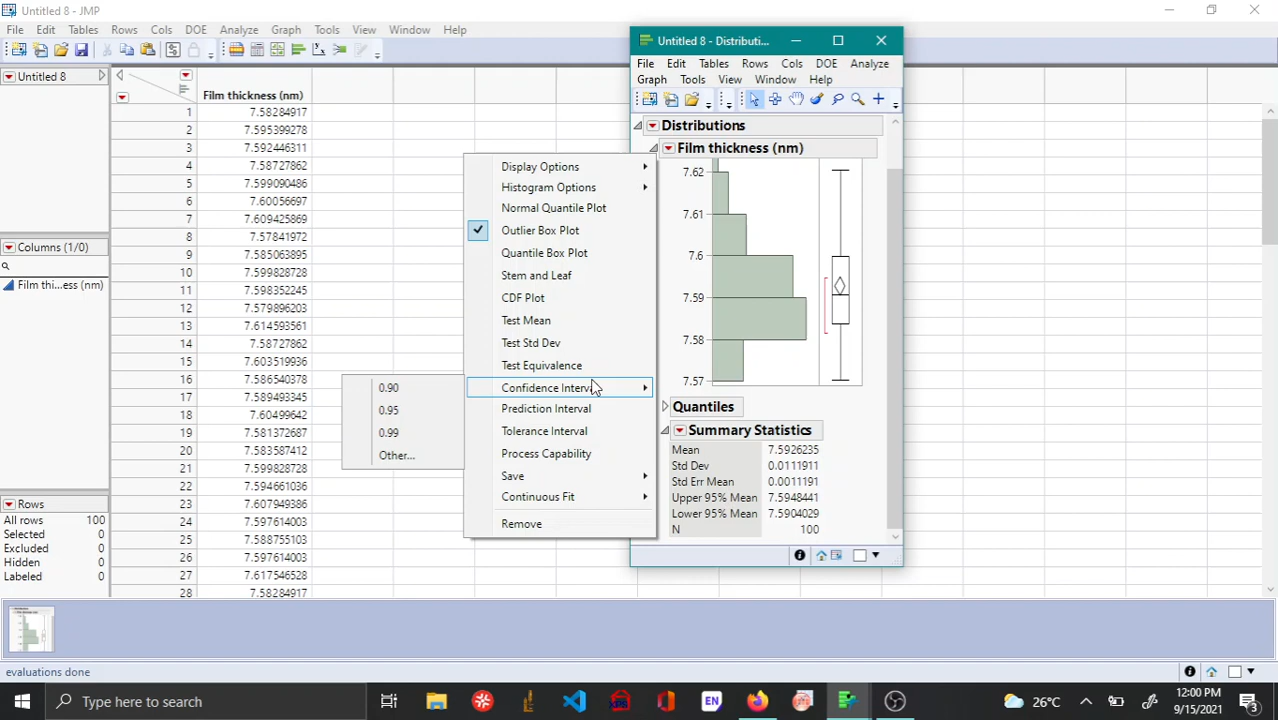 Untitled 8 - JMP
File Edit Tables Rows Cols DOE Analyze Graph Tools View Window Help
Untitled 8
Film thickness (nm)
1 7.58284917
2 7.595399278
3 7.592446311
4 7.58727862
5 7.599090486
6 7.60056697
7 7.609425869
8 7.57841972
9 7.585063895
10 7.599829028
11 7.598352245
12 7.579896203
13 7.614593561
14 7.58727862
15 7.603519936
16 7.586540378
17 7.589493345
18 7.60499642
19 7.581372687
20 7.583587412
21 7.599829028
22 7.594661036
23 7.607949386
24 7.597614003
25 7.588755103
26 7.597614003
27 7.617546528
28 7.58284917
Columns (1/0)
Film thi...ess (nm)
Rows
All rows 100
Selected 0
Excluded 0
Hidden 0
Labeled 0
Display Options
Histogram Options
Normal Quantile Plot
Outlier Box Plot
Quantile Box Plot
Stem and Leaf
CDF Plot
Test Mean
Test Std Dev
Test Equivalence
Confidence Interv
Prediction Interval
Tolerance Interval
Process Capability
Save
Continuous Fit
Remove
0.90
0.95
0.99
Other...
Untitled 8 - Distributi...
File Edit Tables Rows Cols DOE Analyze
Graph Tools View Window Help
Distributions
Film thickness (nm)
7.62
7.61
7.6
7.59
7.58
7.57
Quantiles
Summary Statistics
Mean 7.5926235
Std Dev 0.0111911
Std Err Mean 0.0011191
Upper 95% Mean 7.5948441
Lower 95% Mean 7.5904029
N 100
evaluations done
Type here to search
EN
26°C
12:00 PM
9/15/2021
3